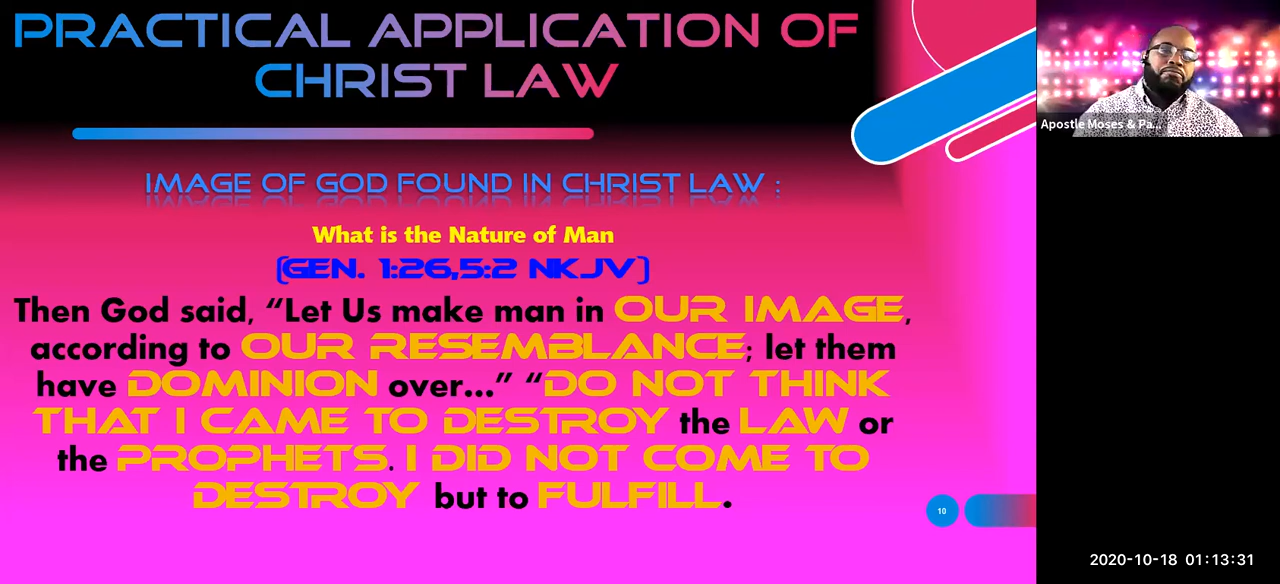 PRACTICAL APPLICATION OF
CHRIST LAW
IMAGE OF GOD FOUND IN CHRIST LAW :
What is the Nature of Man
(GEN. 1:26,5:2 NKJV)
Then God said, “Let Us make man in OUR IMAGE,
according to OUR RESEMBLANCE; let them
have DOMINION over...” “DO NOT THINK
THAT I CAME TO DESTROY the LAW or
the PROPHETS. I DID NOT COME TO
DESTROY but to FULFILL.
10
Apostle Moses & Pa...
2020-10-18 01:13:31